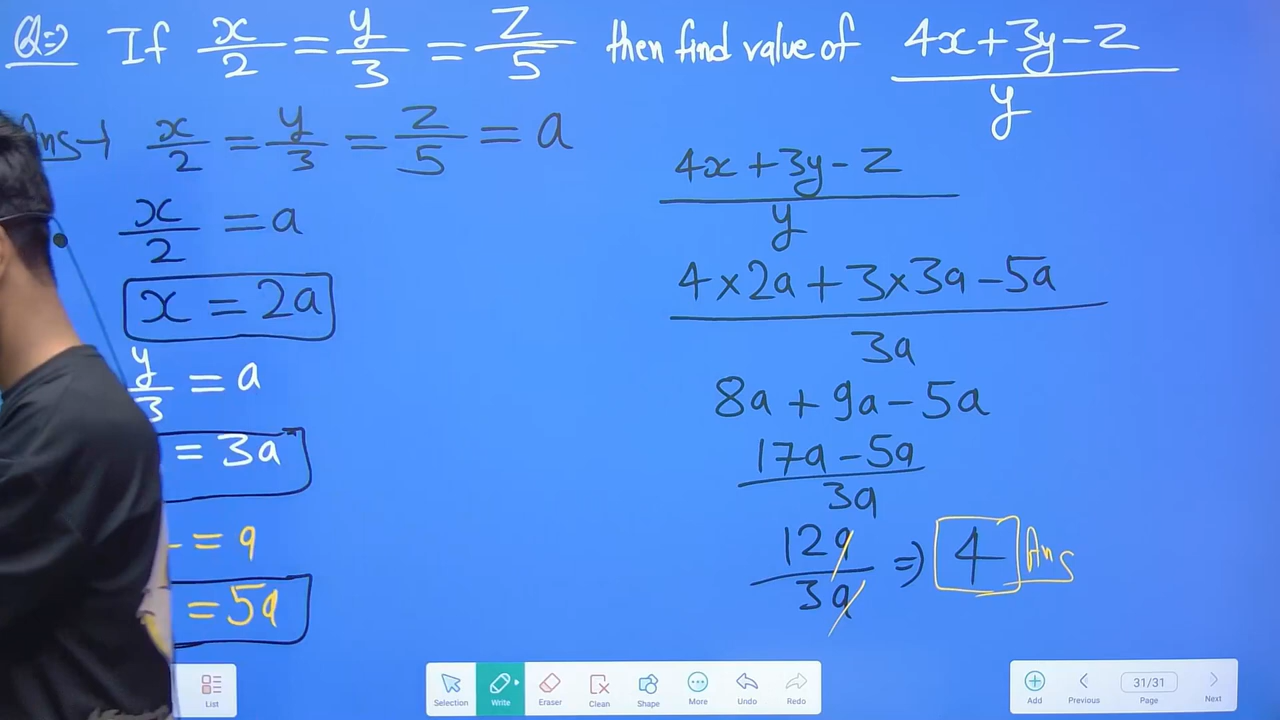 Q⇒ If x/2 = y/3 = z/5 then find value of (4x+3y-z)/y
Ans→ x/2 = y/3 = z/5 = a
x/2 = a
x = 2a
y/3 = a
= 3a
= a
= 5a
(4x+3y-z)/y
(4×2a+3×3a-5a)/3a
8a+9a-5a
(17a-5a)/3a
12a/3a ⇒ 4 Ans
List
Selection Write Eraser Clean Shape More Undo Redo
Add Previous 31/31 Page Next